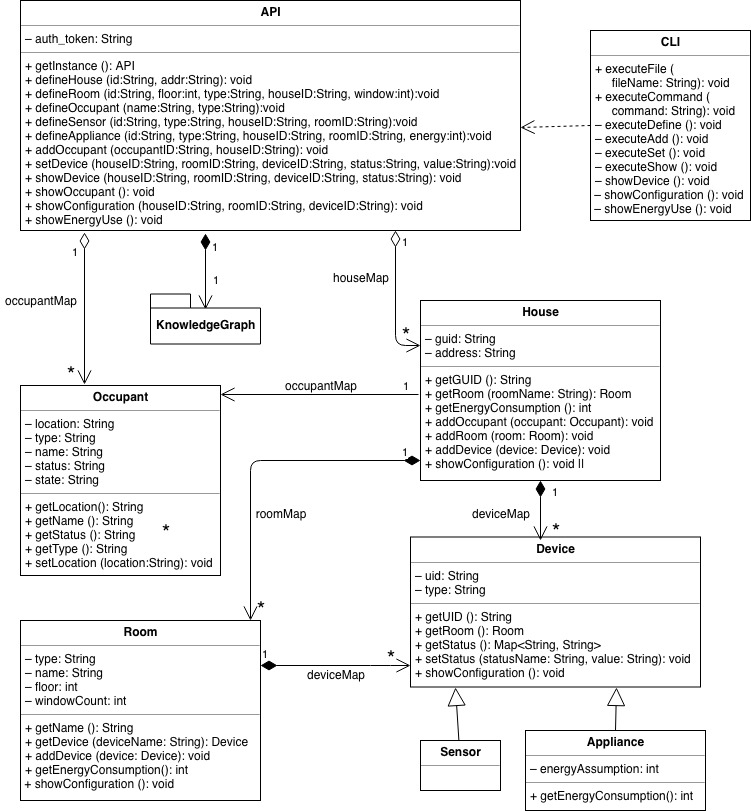 API
– auth_token: String
+ getInstance (): API
+ defineHouse (id:String, addr:String): void
+ defineRoom (id:String, floor:int, type:String, houseID:String, window:int):void
+ defineOccupant (name:String, type:String):void
+ defineSensor (id:String, type:String, houseID:String, roomID:String):void
+ defineAppliance (id:String, type:String, houseID:String, roomID:String, energy:int):void
+ addOccupant (occupantID:String, houseID:String): void
+ setDevice (houseID:String, roomID:String, deviceID:String, status:String, value:String):void
+ showDevice (houseID:String, roomID:String, deviceID:String, status:String): void
+ showOccupant (): void
+ showConfiguration (houseID:String, roomID:String, deviceID:String): void
+ showEnergyUse (): void
CLI
+ executeFile (
fileName: String): void
+ executeCommand (
command: String): void
– executeDefine (): void
– executeAdd (): void
– executeSet (): void
– executeShow (): void
– showDevice (): void
– showConfiguration (): void
– showEnergyUse (): void
1
1
1
1
occupantMap
houseMap
*
*
KnowledgeGraph
House
– guid: String
– address: String
+ getGUID (): String
+ getRoom (roomName: String): Room
+ getEnergyConsumption (): int
+ addOccupant (occupant: Occupant): void
+ addRoom (room: Room): void
+ addDevice (device: Device): void
+ showConfiguration (): void II
occupantMap
1
Occupant
– location: String
– type: String
– name: String
– status: String
– state: String
+ getLocation(): String
+ getName (): String
+ getStatus (): String
+ getType (): String
+ setLocation (location:String): void
*
1
roomMap
*
1
deviceMap
*
Device
– uid: String
– type: String
+ getUID (): String
+ getRoom (): Room
+ getStatus (): Map<String, String>
+ setStatus (statusName: String, value: String): void
+ showConfiguration (): void
Room
– type: String
– name: String
– floor: int
– windowCount: int
+ getName (): String
+ getDevice (deviceName: String): Device
+ addDevice (device: Device): void
+ getEnergyConsumption(): int
+ showConfiguration (): void
1
deviceMap
*
Sensor
Appliance
– energyAssumption: int
+ getEnergyConsumption(): int